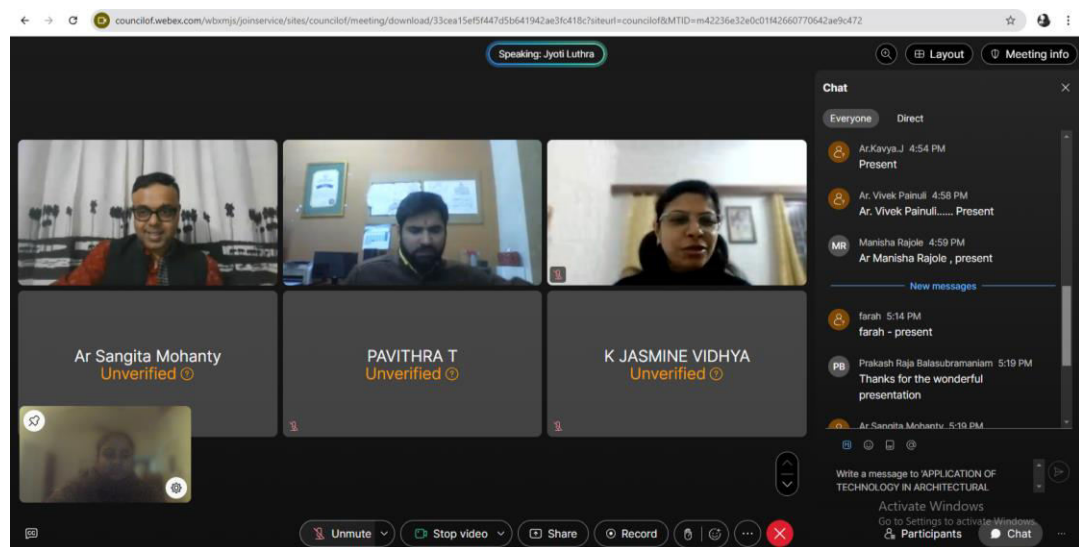 councilof.webex.com/wbxmjs/joinservice/sites/councilof/meeting/download/33cea15ef5f447d5b641942ae3fc418c?siteurl=councilof&MTID=m42236e32e0c01f42660770642ae9c472
Speaking: Jyoti Luthra
Layout
Meeting info
Chat
Everyone Direct
Ar.Kavya.J 4:54 PM
Present
Ar. Vivek Painuli 4:58 PM
Ar. Vivek Painuli...... Present
MR
Manisha Rajole 4:59 PM
Ar Manisha Rajole , present
New messages
farah 5:14 PM
farah - present
PB
Prakash Raja Balasubramaniam 5:19 PM
Thanks for the wonderful
presentation
Ar Sangita Mohanty 5:19 PM
Ar Sangita Mohanty
Unverified
PAVITHRA T
Unverified
K JASMINE VIDHYA
Unverified
Write a message to 'APPLICATION OF
TECHNOLOGY IN ARCHITECTURAL
Activate Windows
Go to Settings to activate Windows.
Unmute
Stop video
Share
Record
Participants
Chat